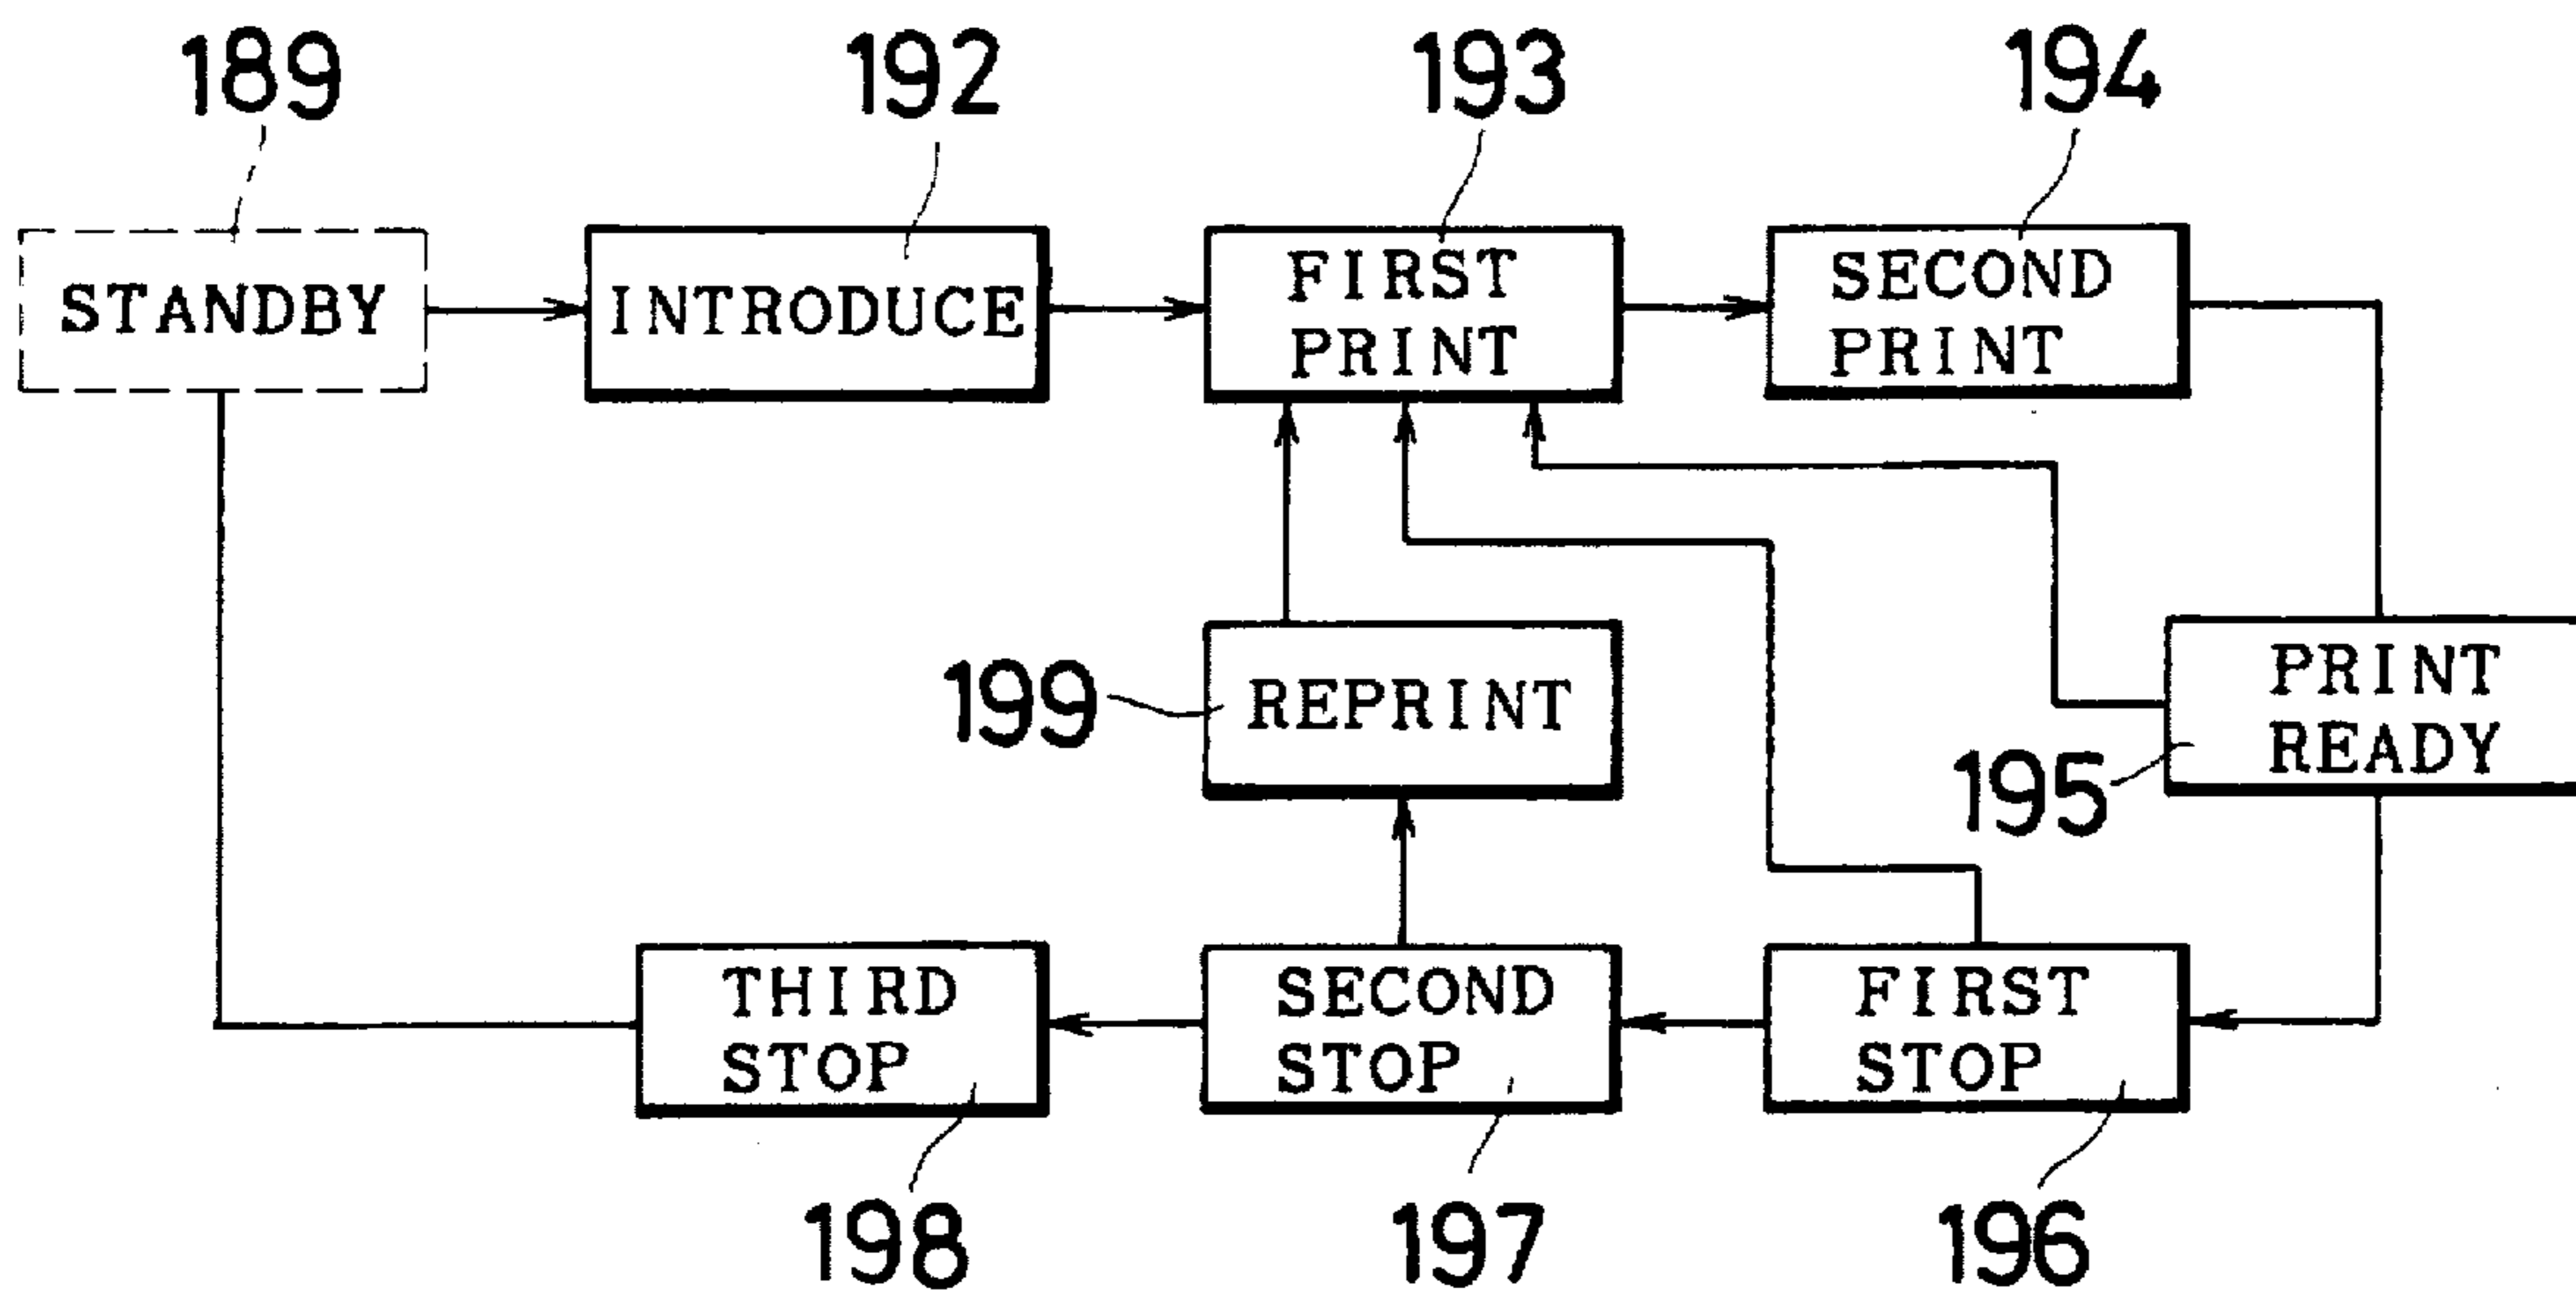 189
192
193
194
STANDBY
INTRODUCE
FIRST
PRINT
SECOND
PRINT
199
REPRINT
195
PRINT
READY
THIRD
STOP
SECOND
STOP
FIRST
STOP
198
197
196